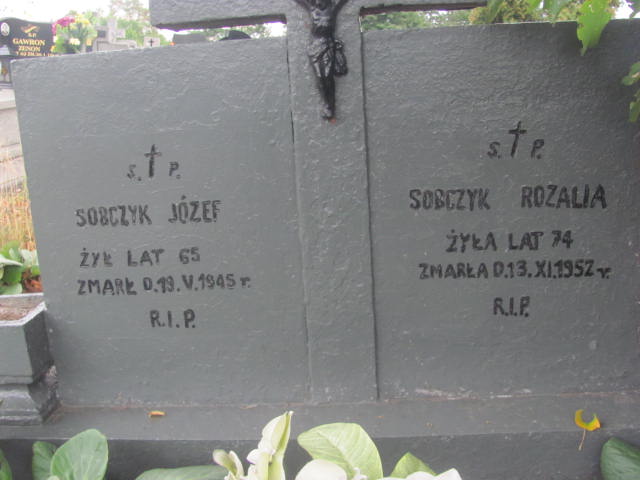 GAWRON
ZENON
S. P.
SOBCZYK JÓZEF
ŻYŁ LAT 65
ZMARŁ D. 19. V. 1945 r.
R. I. P.
S. P.
SOBCZYK ROZALIA
ŻYŁA LAT 74
ZMARŁA D. 13. XI. 1952 r.
R. I. P.